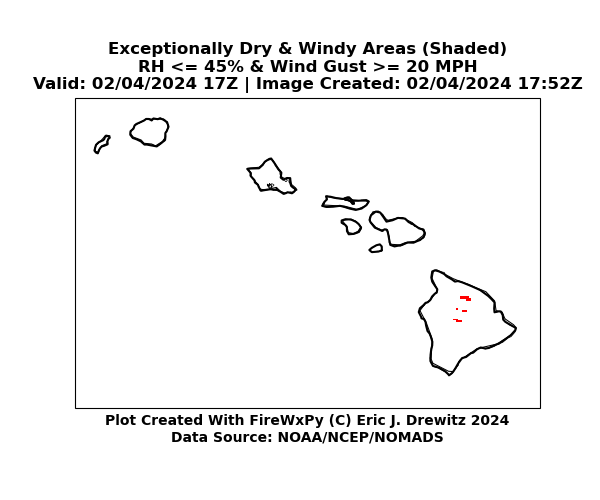 Exceptionally Dry & Windy Areas (Shaded)
RH <= 45% & Wind Gust >= 20 MPH
Valid: 02/04/2024 17Z | Image Created: 02/04/2024 17:52Z
Plot Created With FireWxPy (C) Eric J. Drewitz 2024
Data Source: NOAA/NCEP/NOMADS